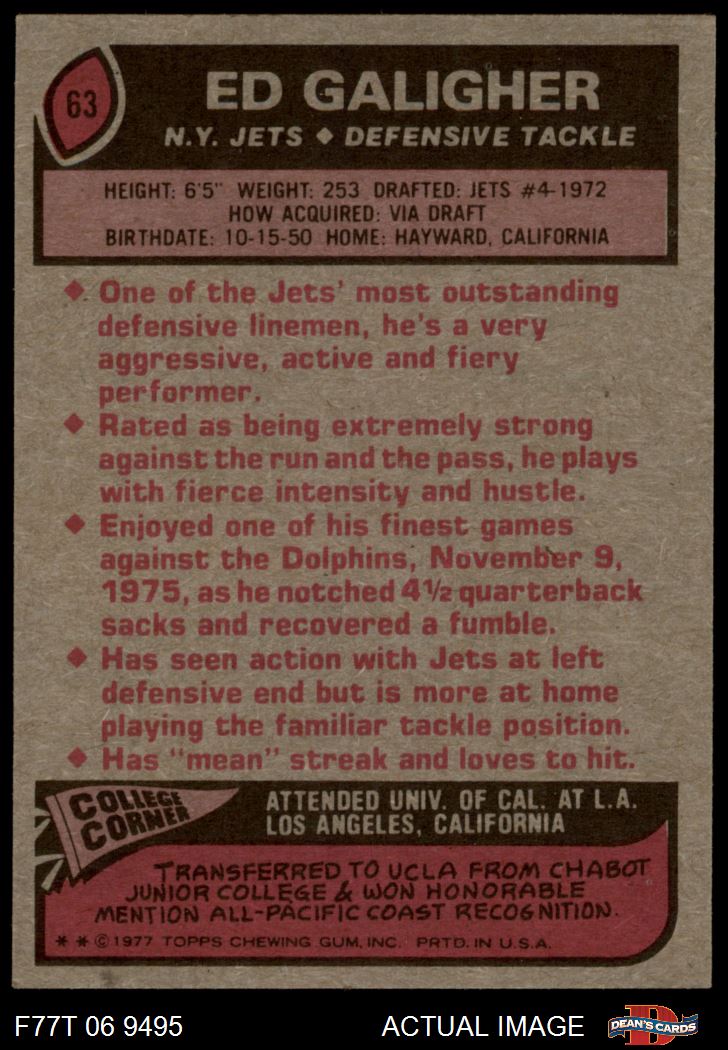 63
ED GALIGHER
N.Y. JETS ◆ DEFENSIVE TACKLE
HEIGHT: 6'5" WEIGHT: 253 DRAFTED: JETS #4-1972
HOW ACQUIRED: VIA DRAFT
BIRTHDATE: 10-15-50 HOME: HAYWARD, CALIFORNIA
◆ One of the Jets' most outstanding
defensive linemen, he's a very
aggressive, active and fiery
performer.
◆ Rated as being extremely strong
against the run and the pass, he plays
with fierce intensity and hustle.
◆ Enjoyed one of his finest games
against the Dolphins, November 9,
1975, as he notched 4½ quarterback
sacks and recovered a fumble.
◆ Has seen action with Jets at left
defensive end but is more at home
playing the familiar tackle position.
◆ Has "mean" streak and loves to hit.
COLLEGE
CORNER
ATTENDED UNIV. OF CAL. AT L.A.
LOS ANGELES, CALIFORNIA
TRANSFERRED TO UCLA FROM CHABOT
JUNIOR COLLEGE & WON HONORABLE
MENTION ALL-PACIFIC COAST RECOGNITION.
* * © 1977 TOPPS CHEWING GUM, INC. PRTD. IN U.S.A.
F77T 06 9495
ACTUAL IMAGE
D
DEAN'S CARDS